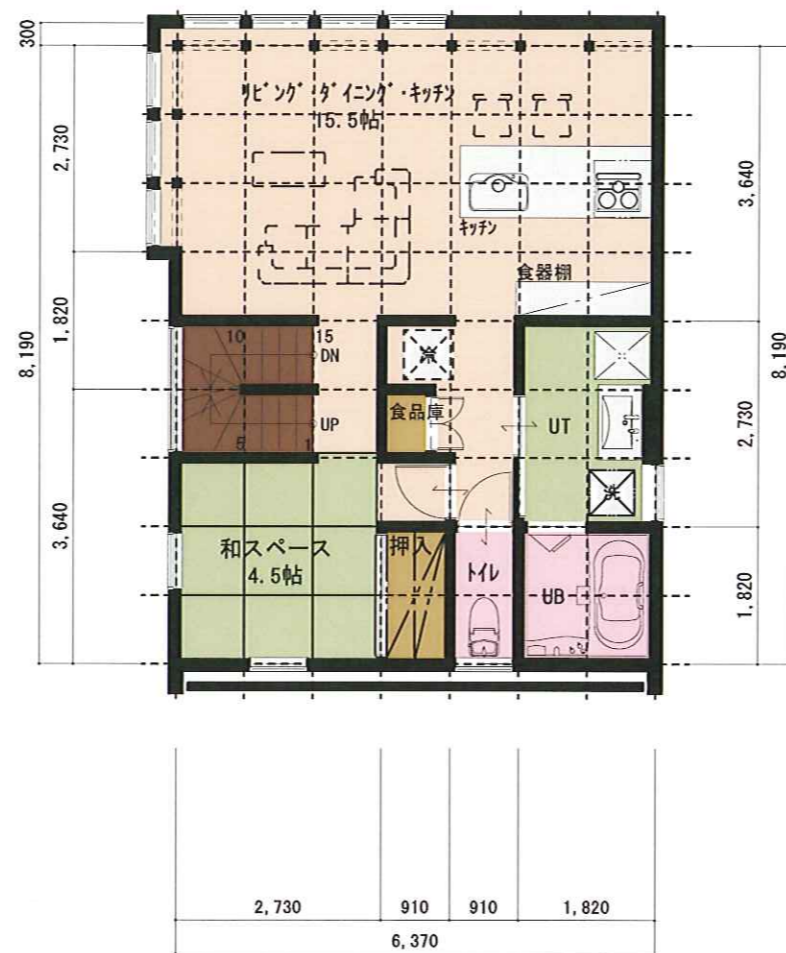 300
2,730
1,820
8,190
3,640
リビング・ダイニング・キッチン
15.5帖
キッチン
食器棚
3,640
8,190
2,730
1,820
10
15
DN
UP
5
1
冷
食品庫
UT
洗
和スペース
4.5帖
押入
トイレ
UB
2,730
910
910
1,820
6,370